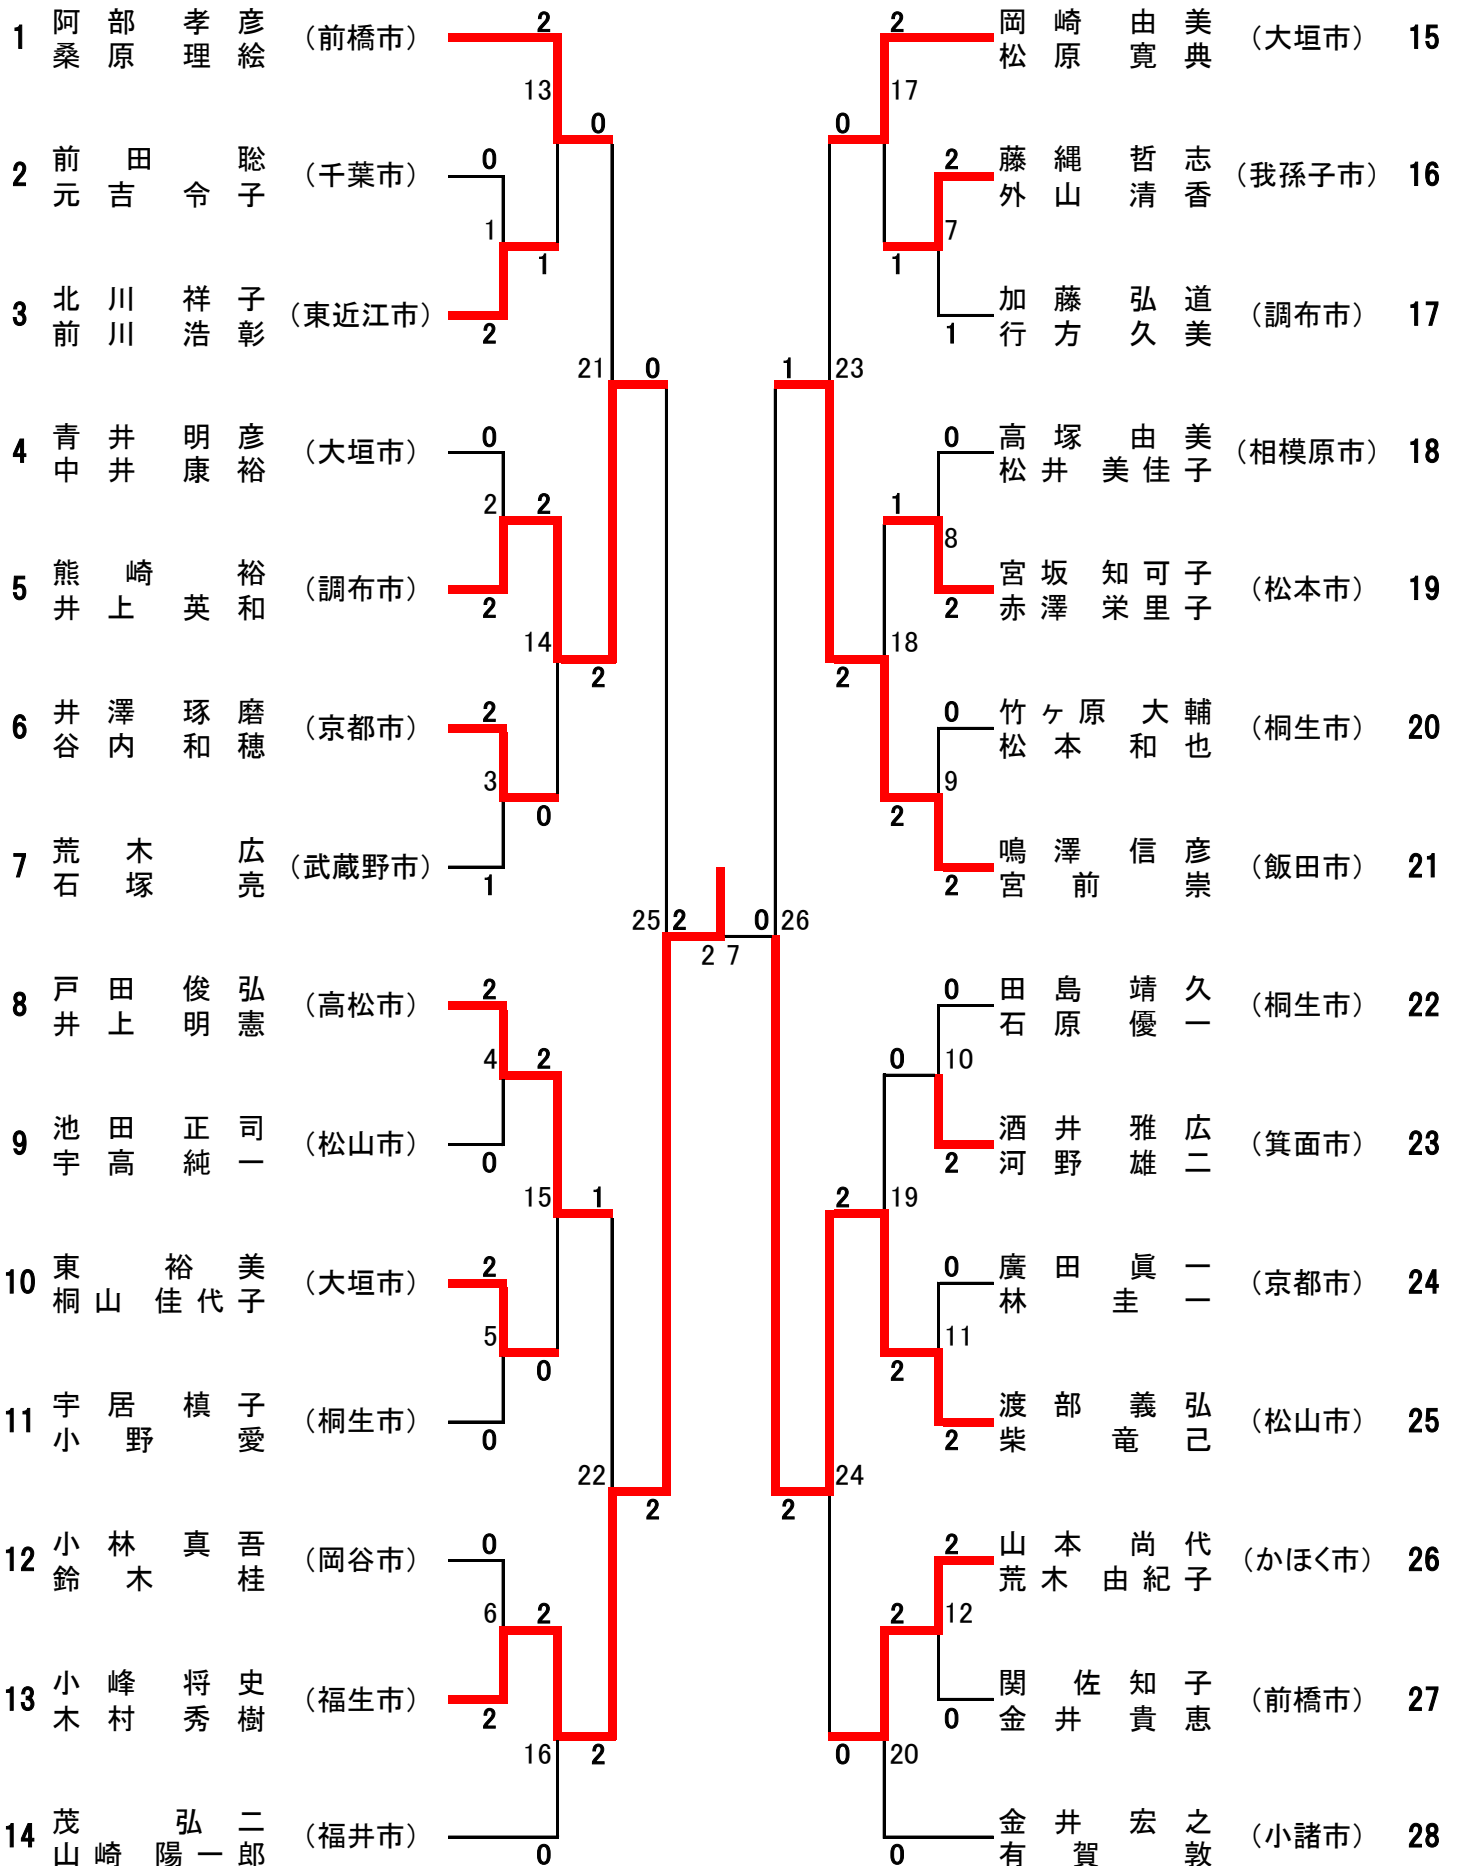 1 阿部孝彦 (前橋市) 2
桑原理絵
13
0
2 前田聡 (千葉市) 0
元吉令子
1
1
3 北川祥子 (東近江市) 2
前川浩彰
21 0
4 青井明彦 (大垣市) 0
中井康裕
2 2
5 熊崎裕 (調布市) 2
井上英和
14
2
6 井澤琢磨 (京都市) 2
谷内和穂
3
0
7 荒木広 (武蔵野市) 1
石塚亮
25 2
27
8 戸田俊弘 (高松市) 2
井上明憲
4 2
9 池田正司 (松山市) 0
宇高純一
15 1
10 東裕美 (大垣市) 2
桐山佳代子
5
0
11 宇居槙子 (桐生市) 0
小野愛
22
2
12 小林真吾 (岡谷市) 0
鈴木桂
6 2
13 小峰将史 (福生市) 2
木村秀樹
16 2
14 茂弘二 (福井市) 0
山崎陽一郎
2 岡崎由美 (大垣市) 15
松原寛典
17
0
2 藤縄哲志 (我孫子市) 16
外山清香
7
1
1 加藤弘道 (調布市) 17
行方久美
1 23
0 高塚由美 (相模原市) 18
松井美佳子
1
8
2 宮坂知可子 (松本市) 19
赤澤栄里子
18
2
0 竹ヶ原大輔 (桐生市) 20
松本和也
9
2
2 鳴澤信彦 (飯田市) 21
宮前崇
0 26
0 田島靖久 (桐生市) 22
石原優一
0 10
2 酒井雅広 (箕面市) 23
河野雄二
2 19
0 廣田眞一 (京都市) 24
林圭一
11
2
2 渡部義弘 (松山市) 25
柴竜己
24
2
2 山本尚代 (かほく市) 26
荒木由紀子
2 12
0 関佐知子 (前橋市) 27
金井貴恵
0 20
0 金井宏之 (小諸市) 28
有賀敦